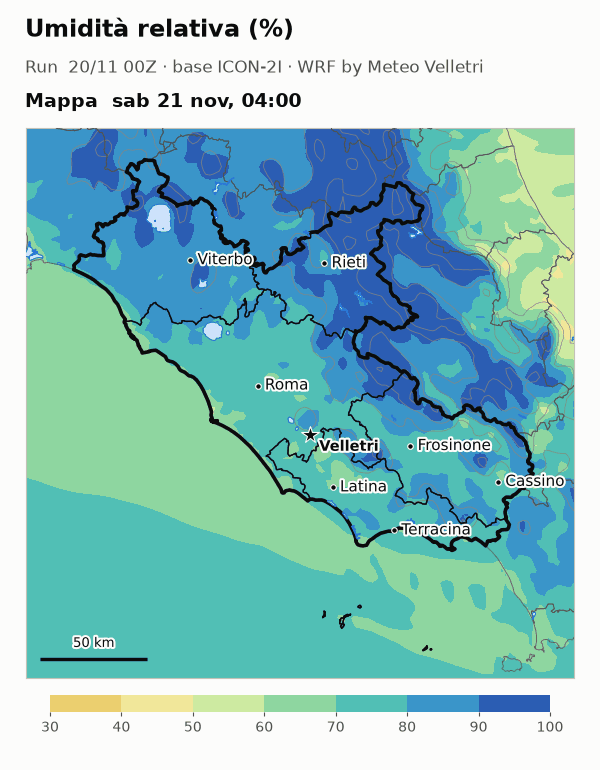 Umidità relativa (%)
Run  20/11 00Z · base ICON-2I · WRF by Meteo Velletri
Mappa  sab 21 nov, 04:00
Viterbo
Rieti
Roma
Velletri
Frosinone
Latina
Cassino
Terracina
50 km
30 40 50 60 70 80 90 100